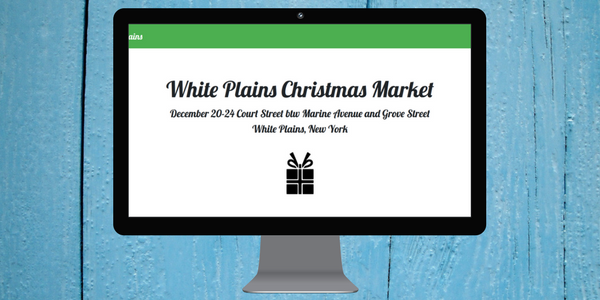 ains
White Plains Christmas Market
December 20-24 Court Street btw Marine Avenue and Grove Street
White Plains, New York